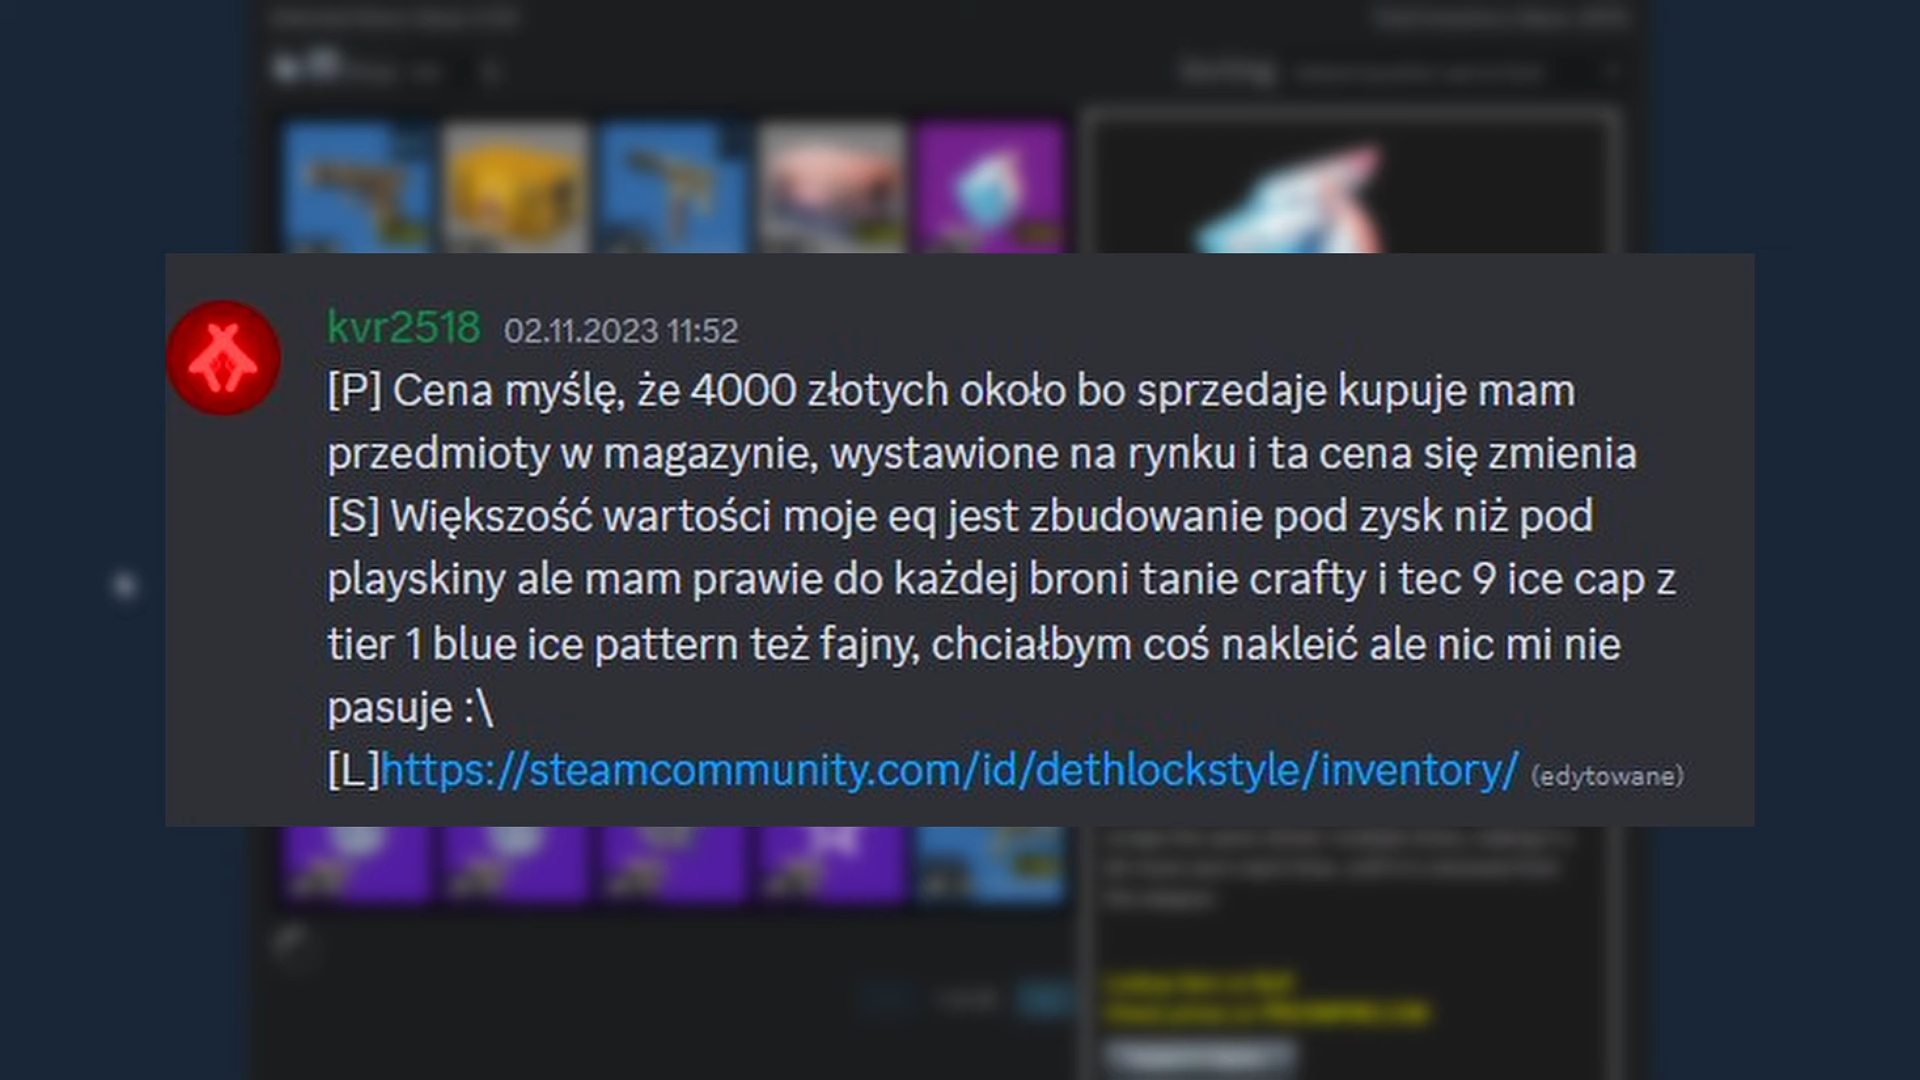 kvr2518 02.11.2023 11:52
[P] Cena myślę, że 4000 złotych około bo sprzedaje kupuje mam
przedmioty w magazynie, wystawione na rynku i ta cena się zmienia
[S] Większość wartości moje eq jest zbudowanie pod zysk niż pod
playskiny ale mam prawie do każdej broni tanie crafty i tec 9 ice cap z
tier 1 blue ice pattern też fajny, chciałbym coś nakleić ale nic mi nie
pasuje :\
[L]https://steamcommunity.com/id/dethlockstyle/inventory/ (edytowane)